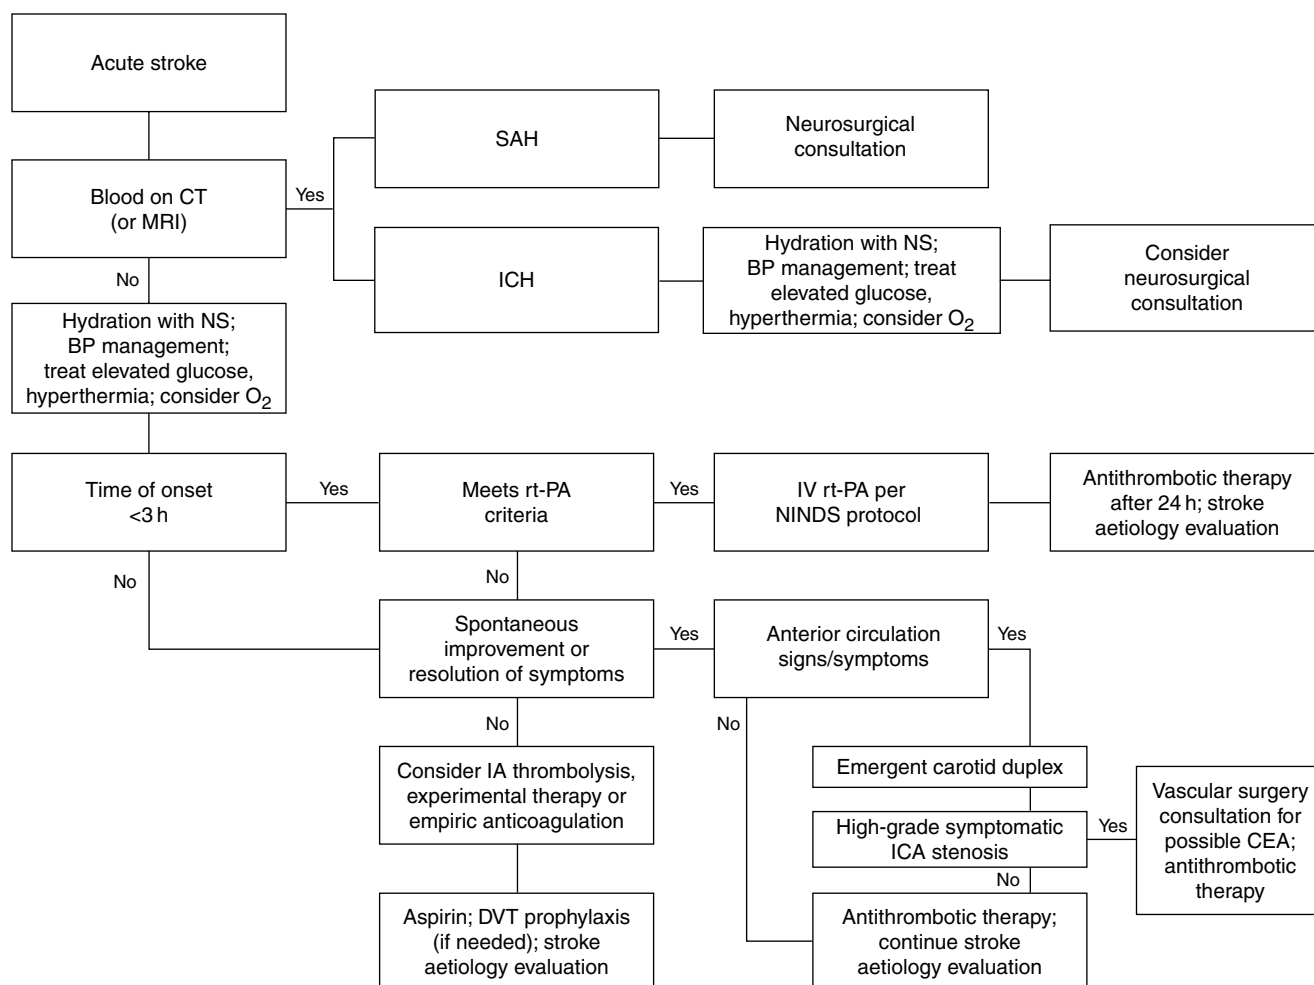 Acute stroke
Blood on CT
(or MRI)
Yes
SAH
Neurosurgical
consultation
ICH
Hydration with NS;
BP management; treat
elevated glucose,
hyperthermia; consider O2
Consider
neurosurgical
consultation
No
Hydration with NS;
BP management;
treat elevated glucose,
hyperthermia; consider O2
Time of onset
<3 h
Yes
Meets rt-PA
criteria
Yes
IV rt-PA per
NINDS protocol
Antithrombotic therapy
after 24 h; stroke
aetiology evaluation
No
No
Spontaneous
improvement or
resolution of symptoms
Yes
Anterior circulation
signs/symptoms
Yes
No
No
Consider IA thrombolysis,
experimental therapy or
empiric anticoagulation
Emergent carotid duplex
High-grade symptomatic
ICA stenosis
Yes
Vascular surgery
consultation for
possible CEA;
antithrombotic
therapy
No
Aspirin; DVT prophylaxis
(if needed); stroke
aetiology evaluation
Antithrombotic therapy;
continue stroke
aetiology evaluation